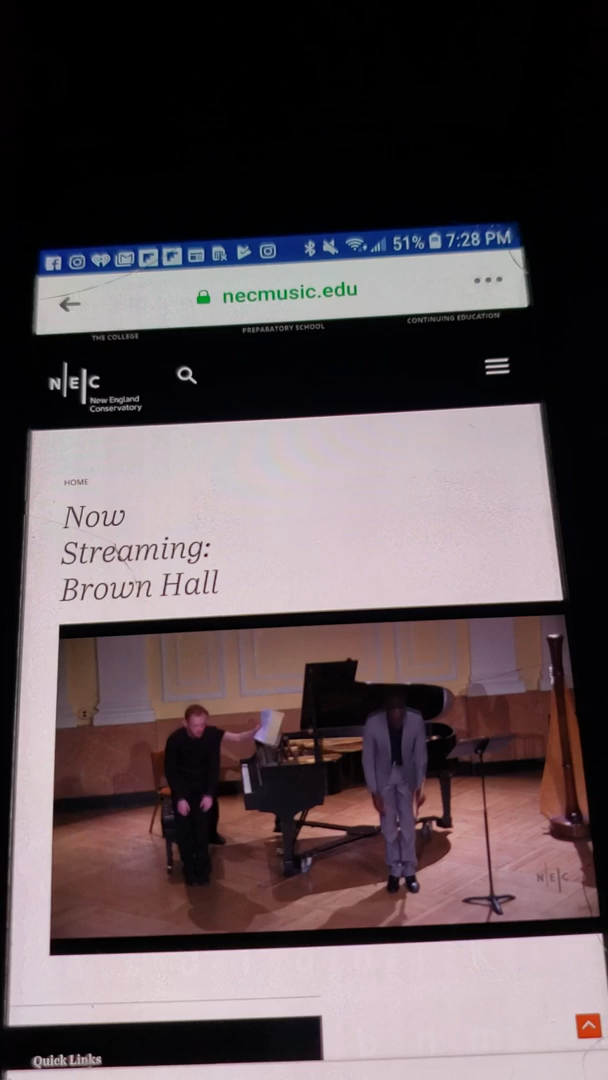 51% 7:28 PM
necmusic.edu
THE COLLEGE PREPARATORY SCHOOL CONTINUING EDUCATION
N|E|C
New England
Conservatory
HOME
Now
Streaming:
Brown Hall
N|E|C
Quick Links